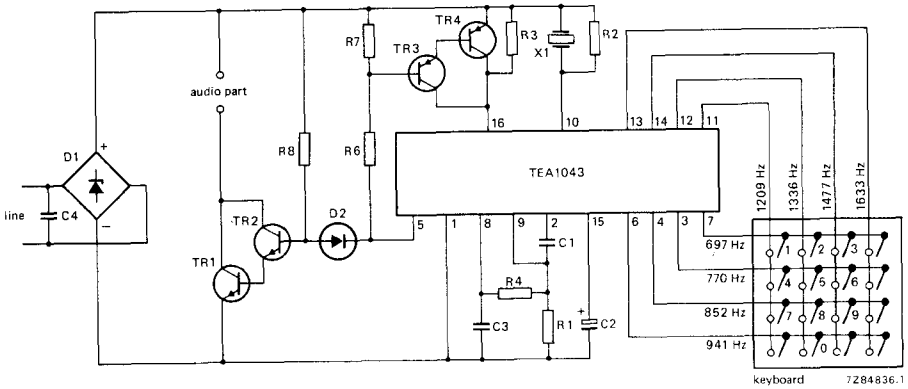 TR4
R7
TR3
R3
X1
R2
audio part
16
10
13
14
12
11
D1
+
R8
R6
TEA1043
1209 Hz
1336 Hz
1477 Hz
1633 Hz
line
C4
−
TR2
D2
5
1
8
9
2
15
6
4
3
7
TR1
C1
697 Hz
1
2
3
R4
770 Hz
4
5
6
C3
R1
+
C2
852 Hz
7
8
9
941 Hz
0
keyboard
7Z84836.1